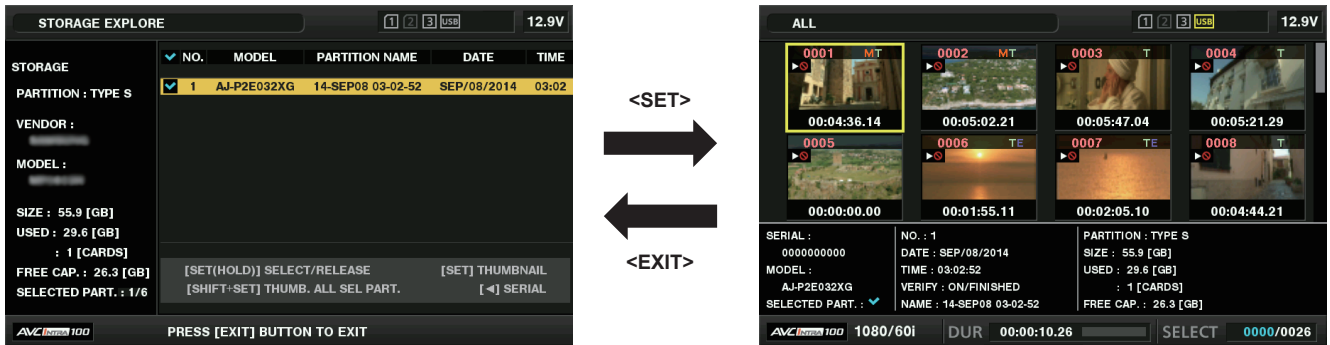 STORAGE EXPLORE
1 2 3 USB
12.9V
STORAGE
PARTITION : TYPE S
VENDOR :
MODEL :
SIZE : 55.9 [GB]
USED : 29.6 [GB]
: 1 [CARDS]
FREE CAP. : 26.3 [GB]
SELECTED PART. : 1/6
NO. MODEL PARTITION NAME DATE TIME
1 AJ-P2E032XG 14-SEP08 03-02-52 SEP/08/2014 03:02
[SET(HOLD)] SELECT/RELEASE [SET] THUMBNAIL
[SHIFT+SET] THUMB. ALL SEL PART. [◄] SERIAL
AVC INTRA 100
PRESS [EXIT] BUTTON TO EXIT
<SET>
<EXIT>
ALL
1 2 3 USB
12.9V
0001 MT 0002 MT 0003 T 0004 T
00:04:36.14 00:05:02.21 00:05:47.04 00:05:21.29
0005 0006 TE 0007 TE 0008 T
00:00:00.00 00:01:55.11 00:02:05.10 00:04:44.21
SERIAL :
0000000000
MODEL :
AJ-P2E032XG
SELECTED PART. :
NO. : 1
DATE : SEP/08/2014
TIME : 03:02:52
VERIFY : ON/FINISHED
NAME : 14-SEP08 03-02-52
PARTITION : TYPE S
SIZE : 55.9 [GB]
USED : 29.6 [GB]
: 1 [CARDS]
FREE CAP. : 26.3 [GB]
AVC INTRA 100 1080/60i DUR 00:00:10.26 SELECT 0000/0026